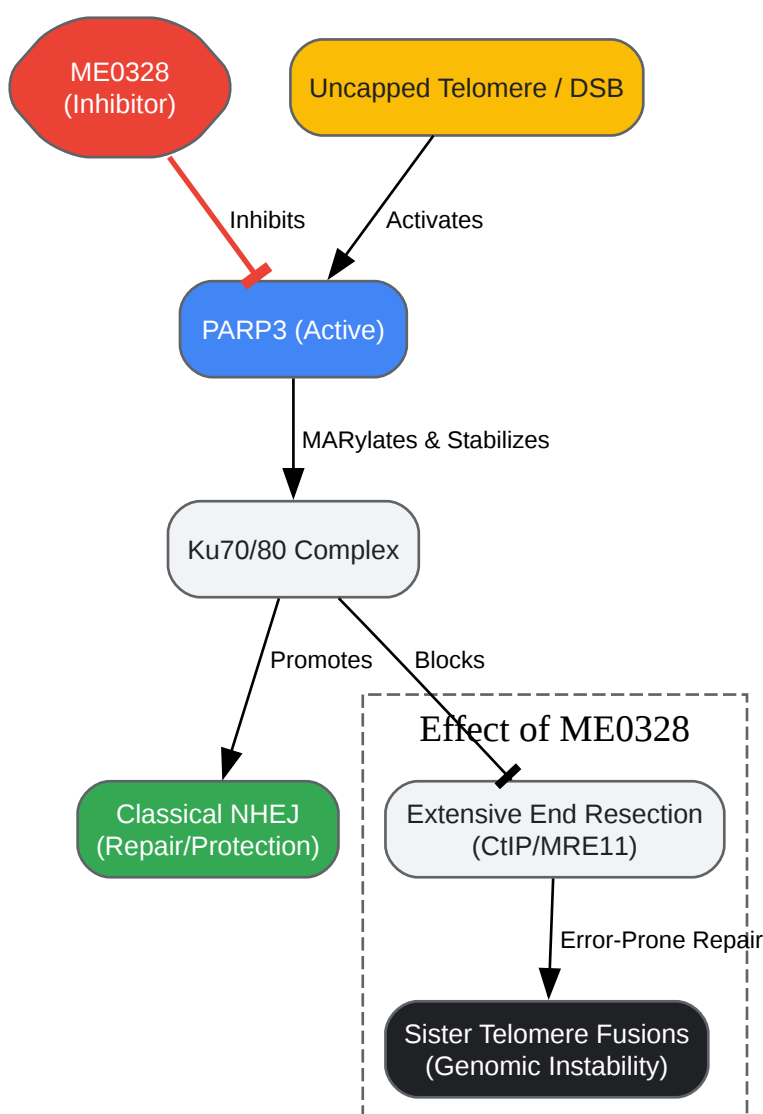 ME0328
(Inhibitor)
Uncapped Telomere / DSB
Inhibits
Activates
PARP3 (Active)
MARylates & Stabilizes
Ku70/80 Complex
Promotes
Blocks
Effect of ME0328
Classical NHEJ
(Repair/Protection)
Extensive End Resection
(CtIP/MRE11)
Error-Prone Repair
Sister Telomere Fusions
(Genomic Instability)